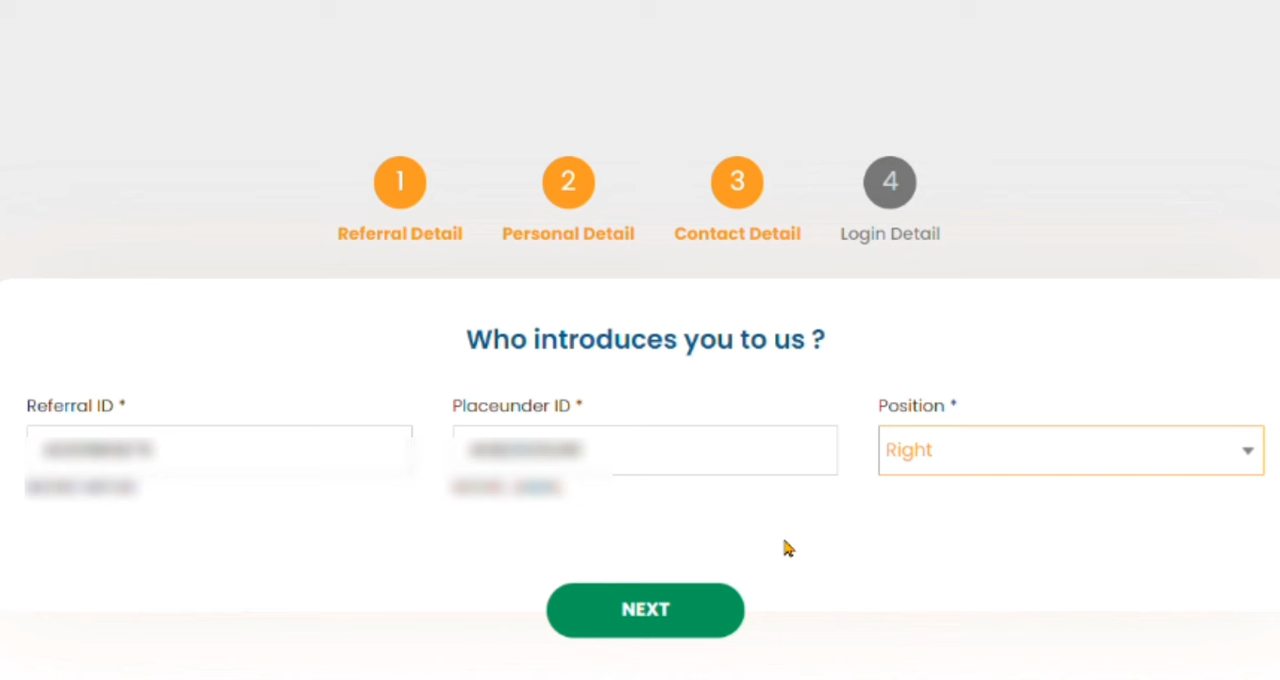 1 2 3 4
Referral Detail Personal Detail Contact Detail Login Detail
Who introduces you to us ?
Referral ID * Placeunder ID * Position *
Right
NEXT